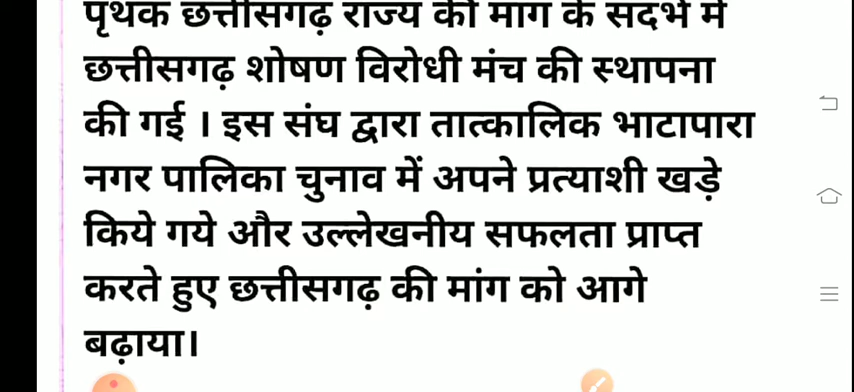 पृथक छत्तीसगढ़ राज्य की मांग के संदर्भ में
छत्तीसगढ़ शोषण विरोधी मंच की स्थापना
की गई । इस संघ द्वारा तात्कालिक भाटापारा
नगर पालिका चुनाव में अपने प्रत्याशी खड़े
किये गये और उल्लेखनीय सफलता प्राप्त
करते हुए छत्तीसगढ़ की मांग को आगे
बढ़ाया।